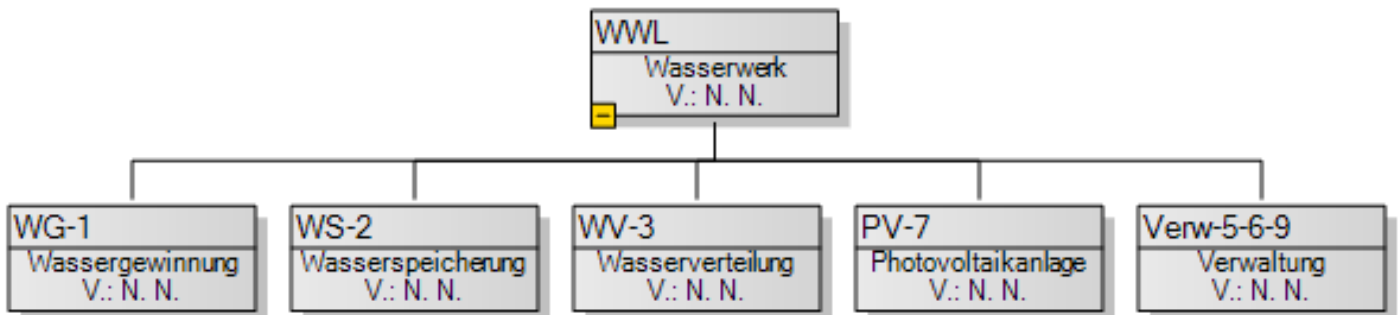 WWL
Wasserwerk
V.: N. N.
WG-1
Wassergewinnung
V.: N. N.
WS-2
Wasserspeicherung
V.: N. N.
WV-3
Wasserverteilung
V.: N. N.
PV-7
Photovoltaikanlage
V.: N. N.
Verw-5-6-9
Verwaltung
V.: N. N.